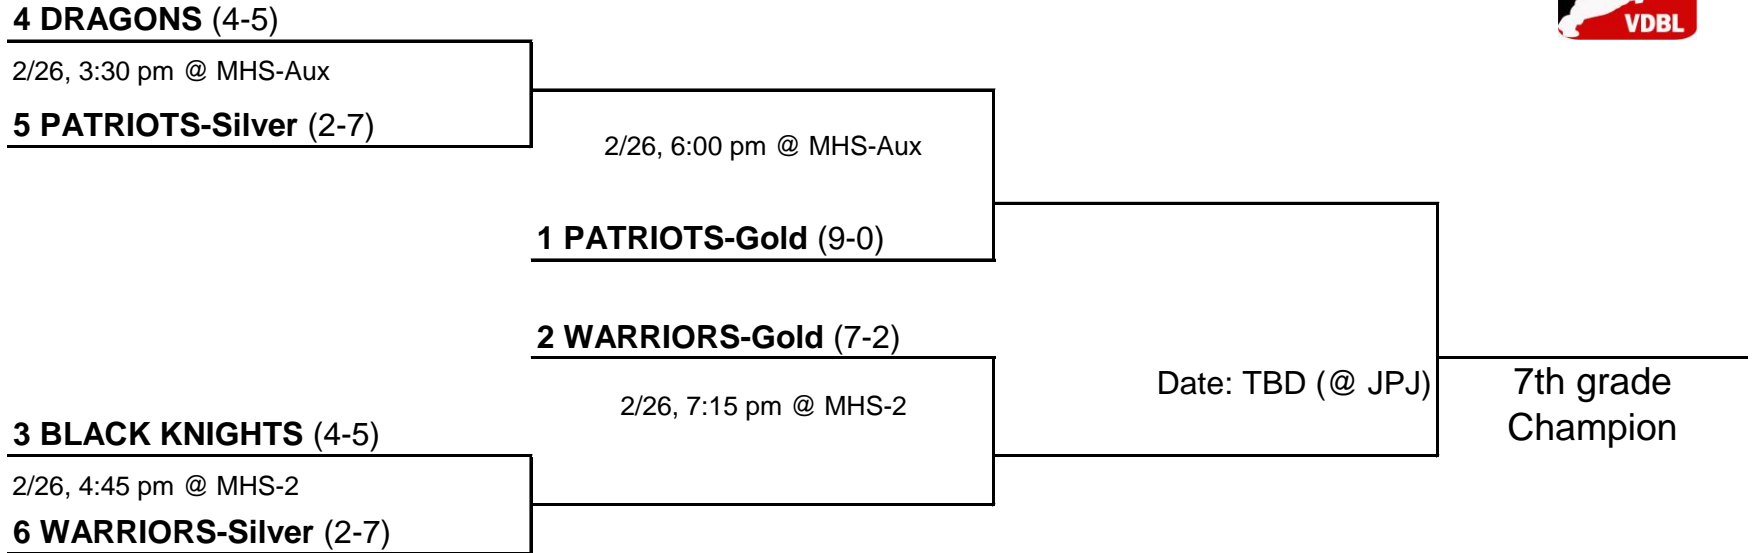 4 DRAGONS (4-5)
2/26, 3:30 pm @ MHS-Aux
5 PATRIOTS-Silver (2-7)
2/26, 6:00 pm @ MHS-Aux
1 PATRIOTS-Gold (9-0)
2 WARRIORS-Gold (7-2)
2/26, 7:15 pm @ MHS-2
3 BLACK KNIGHTS (4-5)
2/26, 4:45 pm @ MHS-2
6 WARRIORS-Silver (2-7)
Date: TBD (@ JPJ)
7th grade
Champion
VDBL